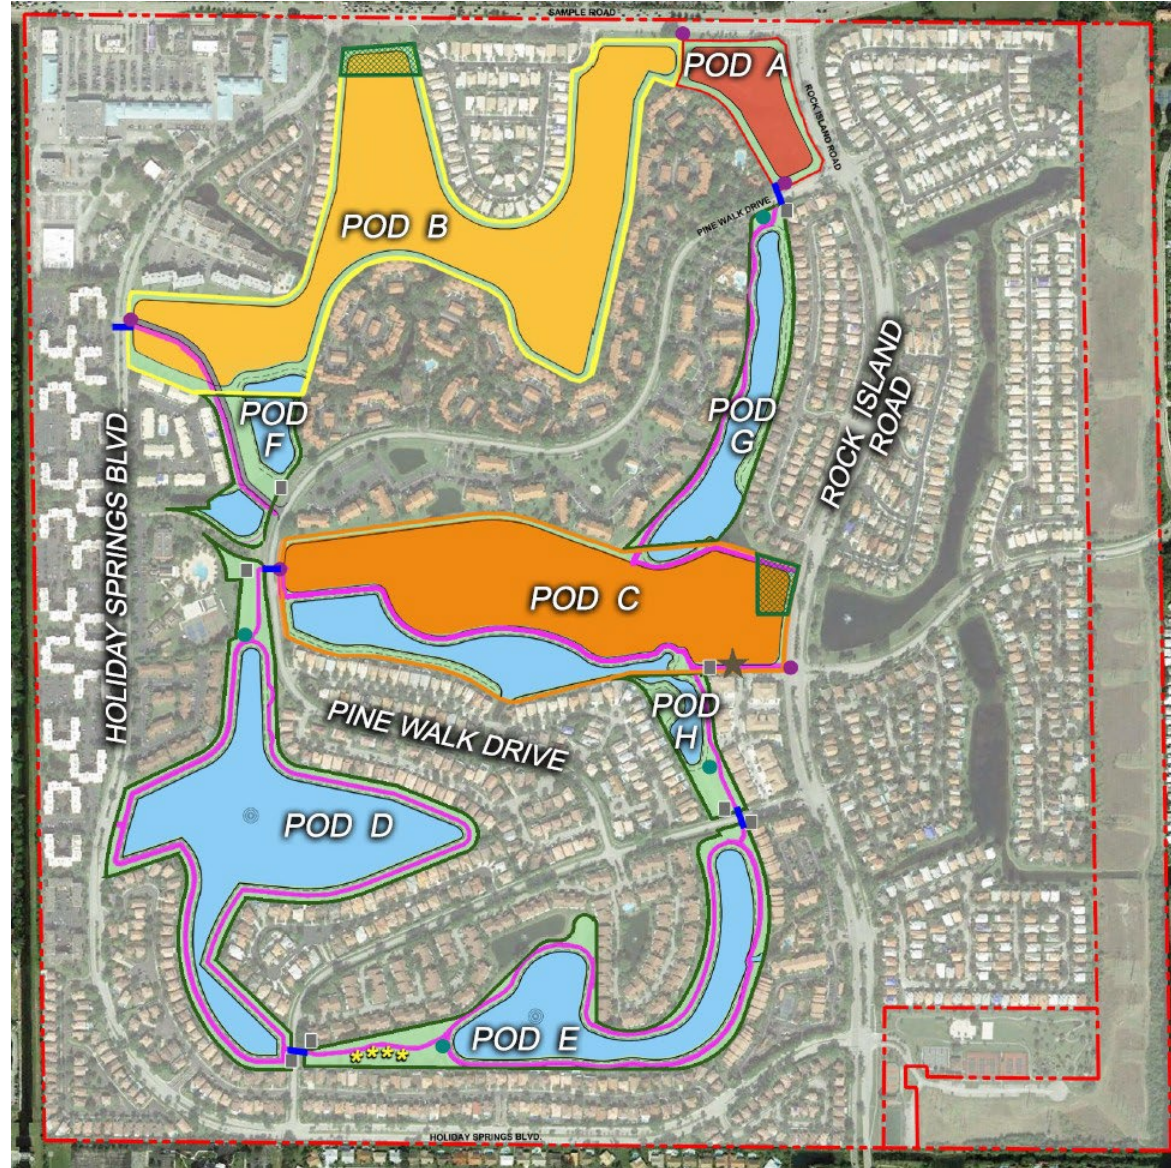 SAMPLE ROAD
POD A
ROCK ISLAND ROAD
PINE WALK DRIVE
POD B
POD
F
POD
G
ROCK ISLAND
ROAD
HOLIDAY SPRINGS BLVD.
POD C
POD
H
PINE WALK DRIVE
POD D
POD E
HOLIDAY SPRINGS BLVD.